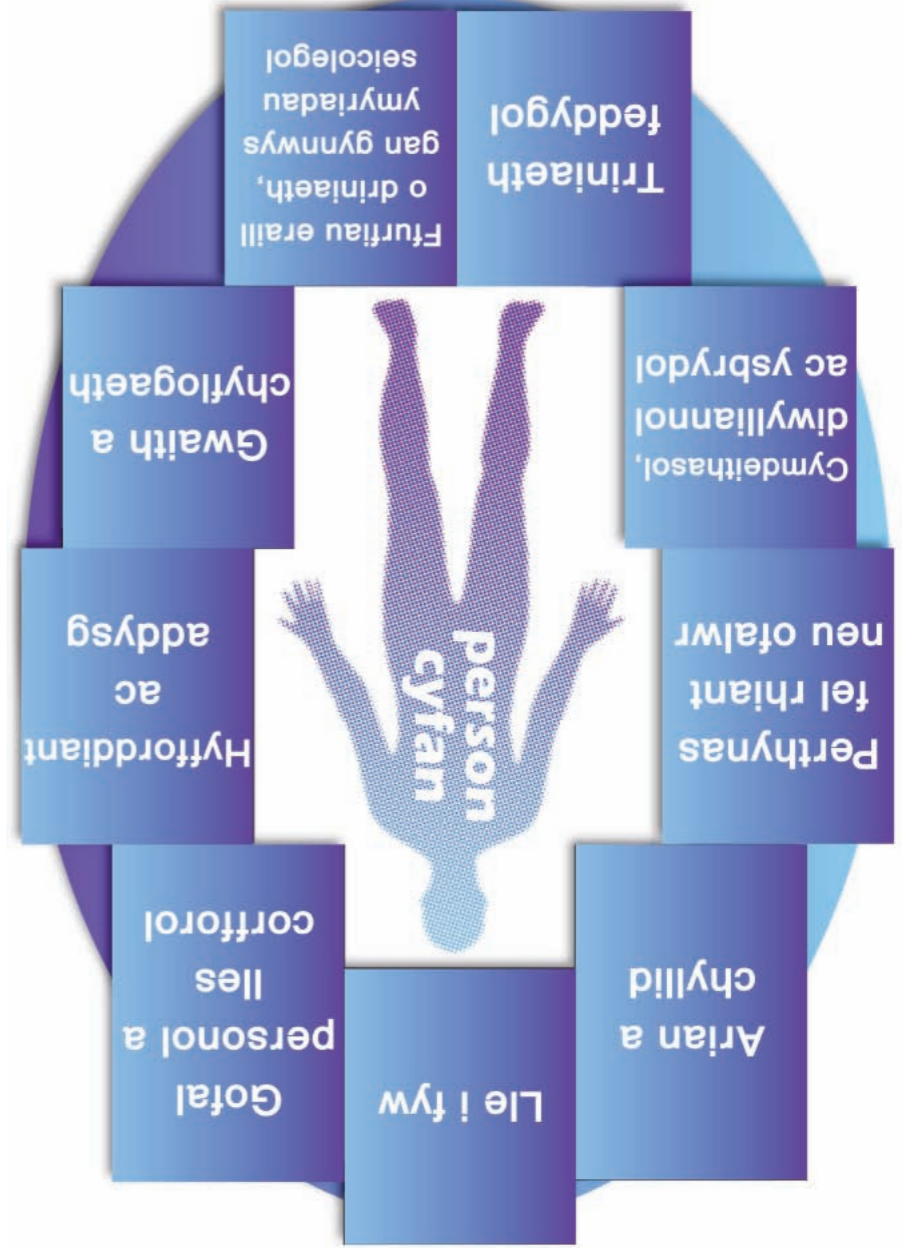 Lle i fyw
Gofal
personol a
lles
corfforol
Hyfforddiant
ac
addysg
Gwaith a
chyflogaeth
Ffurfiau eraill
o driniaeth,
gan gynnwys
ymyriadau
seicolegol
Triniaeth
feddygol
Cymdeithasol,
diwylliannol
ac ysbrydol
Perthynas
fel rhiant
neu ofalwr
Arian a
chyllid
person
cyfan